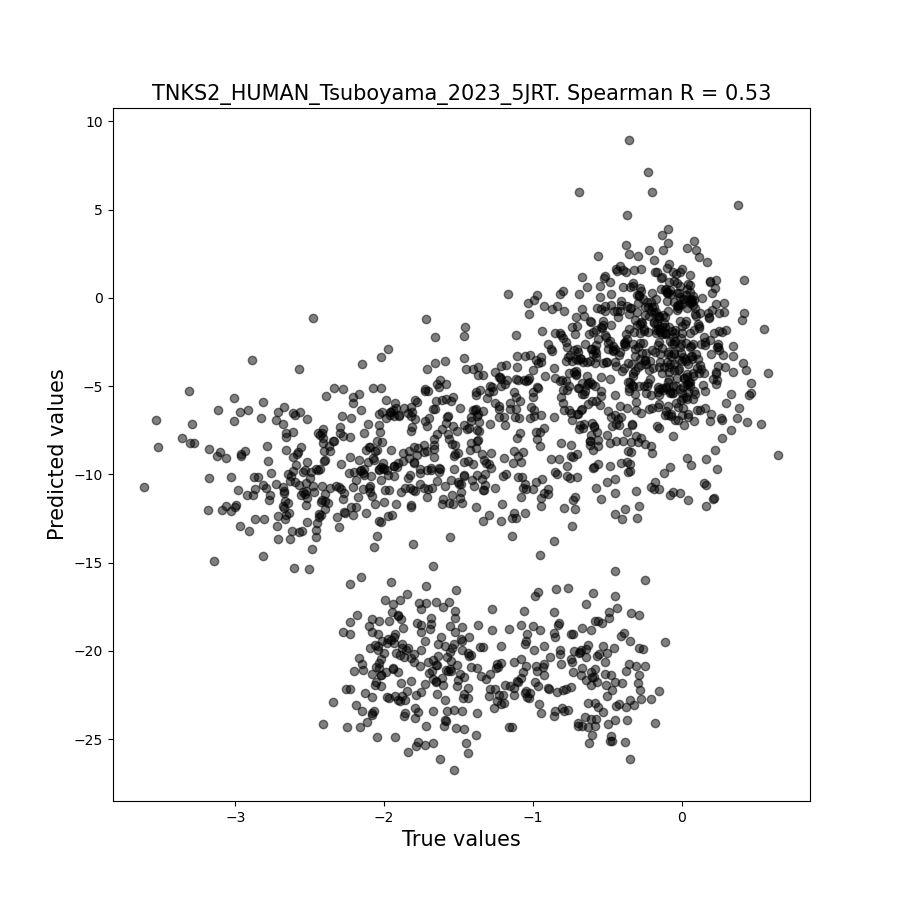 TNKS2_HUMAN_Tsuboyama_2023_5JRT. Spearman R = 0.53
10
5
0
−5
−10
−15
−20
−25
Predicted values
−3 −2 −1 0
True values